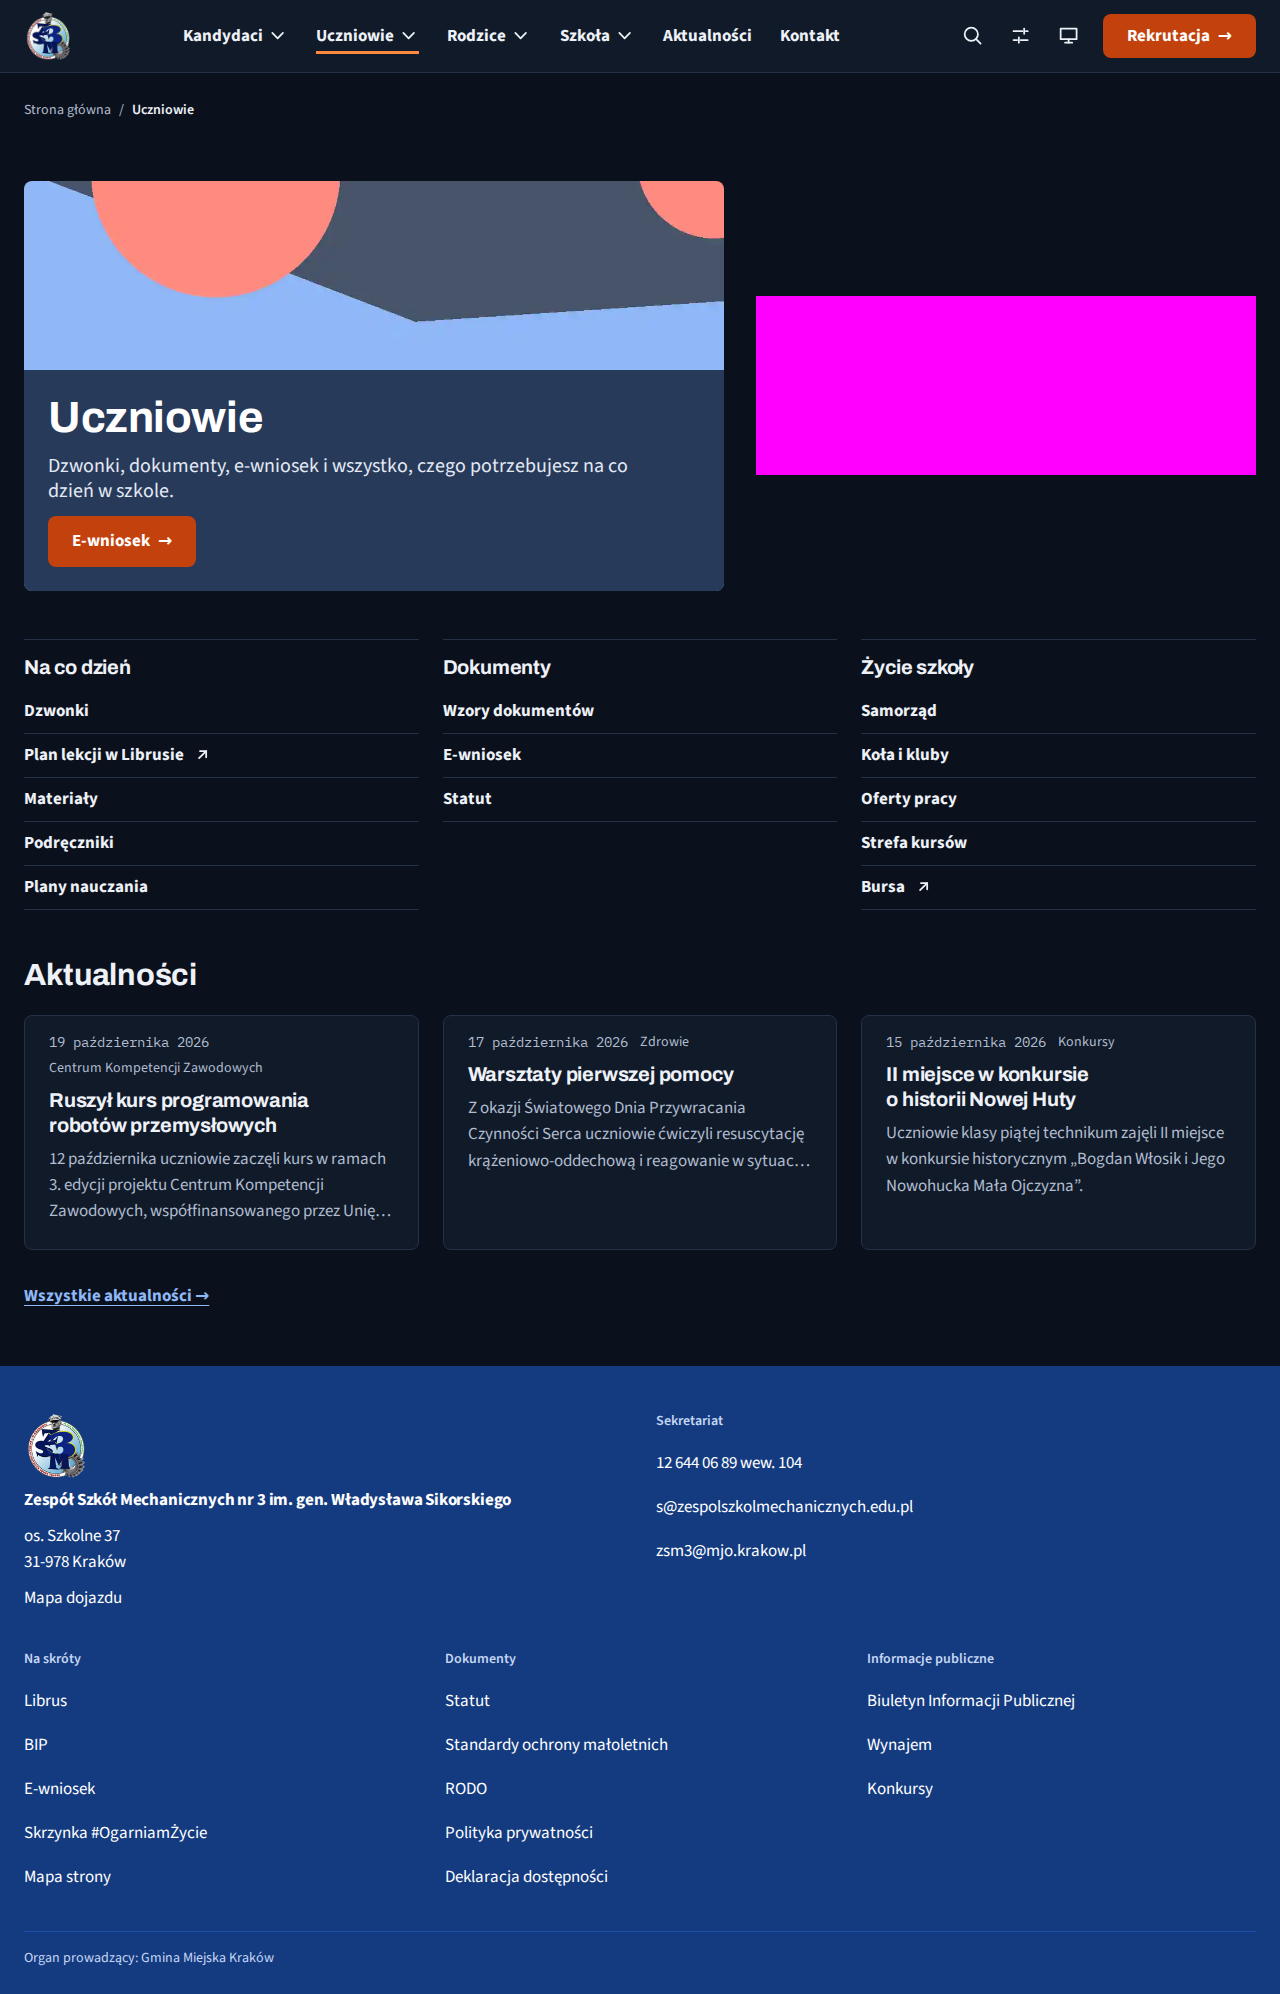 Kandydaci Uczniowie Rodzice Szkoła Aktualności Kontakt Rekrutacja →
Strona główna / Uczniowie
Uczniowie
Dzwonki, dokumenty, e-wniosek i wszystko, czego potrzebujesz na co
dzień w szkole.
E-wniosek →
Na co dzień
Dzwonki
Plan lekcji w Librusie
Materiały
Podręczniki
Plany nauczania
Dokumenty
Wzory dokumentów
E-wniosek
Statut
Życie szkoły
Samorząd
Koła i kluby
Oferty pracy
Strefa kursów
Bursa
Aktualności
19 października 2026
Centrum Kompetencji Zawodowych
Ruszył kurs programowania
robotów przemysłowych
12 października uczniowie zaczęli kurs w ramach
3. edycji projektu Centrum Kompetencji
Zawodowych, współfinansowanego przez Unię…
17 października 2026 Zdrowie
Warsztaty pierwszej pomocy
Z okazji Światowego Dnia Przywracania
Czynności Serca uczniowie ćwiczyli resuscytację
krążeniowo-oddechową i reagowanie w sytuac…
15 października 2026 Konkursy
II miejsce w konkursie
o historii Nowej Huty
Uczniowie klasy piątej technikum zajęli II miejsce
w konkursie historycznym „Bogdan Włosik i Jego
Nowohucka Mała Ojczyzna”.
Wszystkie aktualności →
Zespół Szkół Mechanicznych nr 3 im. gen. Władysława Sikorskiego
os. Szkolne 37
31-978 Kraków
Mapa dojazdu
Sekretariat
12 644 06 89 wew. 104
s@zespolszkolmechanicznych.edu.pl
zsm3@mjo.krakow.pl
Na skróty
Librus
BIP
E-wniosek
Skrzynka #OgarniamŻycie
Mapa strony
Dokumenty
Statut
Standardy ochrony małoletnich
RODO
Polityka prywatności
Deklaracja dostępności
Informacje publiczne
Biuletyn Informacji Publicznej
Wynajem
Konkursy
Organ prowadzący: Gmina Miejska Kraków